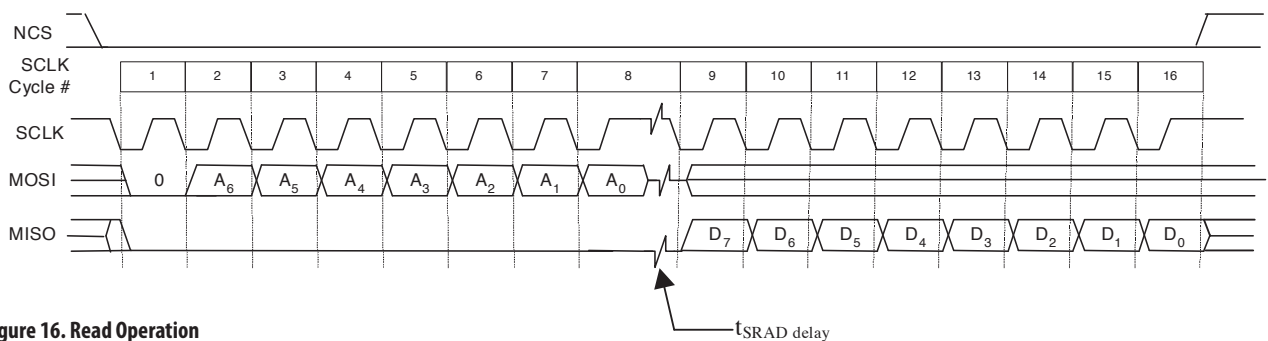 NCS
SCLK
Cycle #
1 2 3 4 5 6 7 8 9 10 11 12 13 14 15 16
SCLK
MOSI 0 A6 A5 A4 A3 A2 A1 A0
MISO D7 D6 D5 D4 D3 D2 D1 D0
gure 16. Read Operation
tSRAD delay